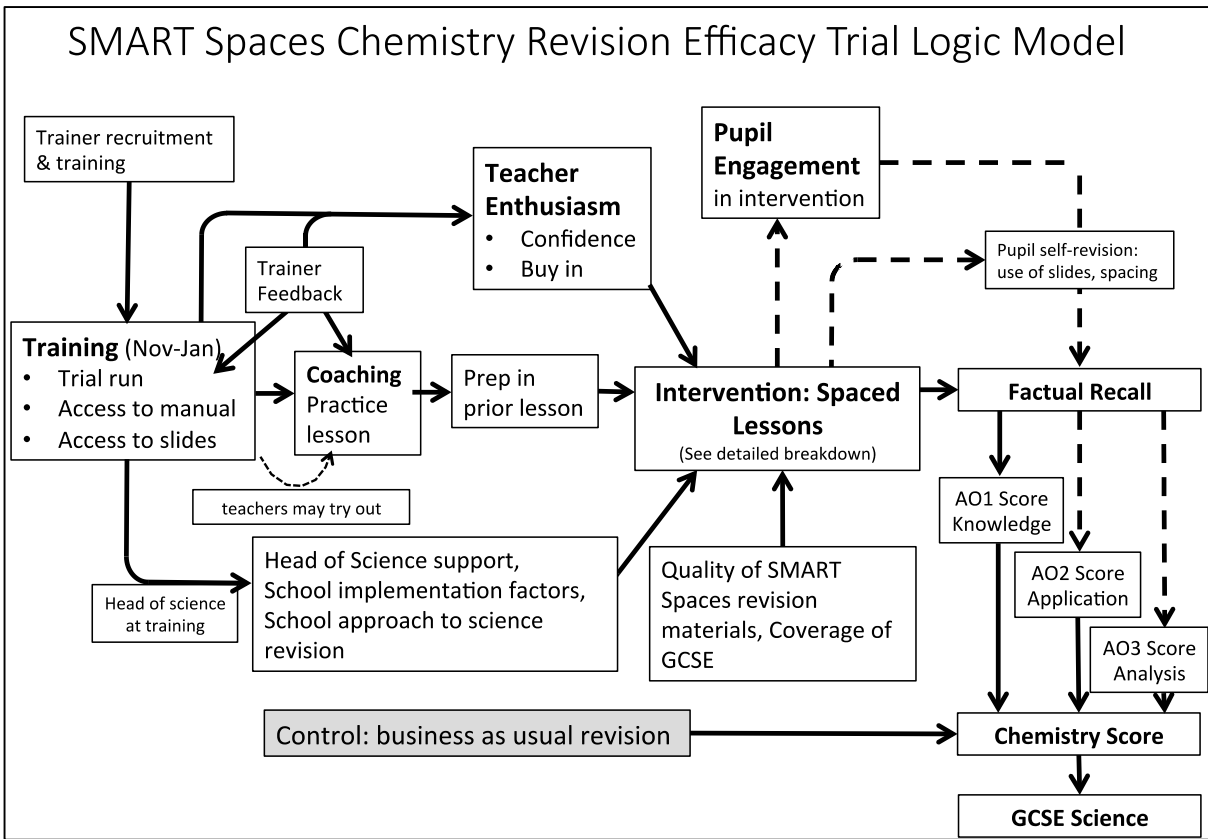 SMART Spaces Chemistry Revision Efficacy Trial Logic Model
Trainer recruitment
& training
Teacher
Enthusiasm
• Confidence
• Buy in
Pupil
Engagement
in intervention
Trainer
Feedback
Pupil self-revision:
use of slides, spacing
Training (Nov-Jan)
• Trial run
• Access to manual
• Access to slides
Coaching
Practice
lesson
Prep in
prior lesson
Intervention: Spaced
Lessons
(See detailed breakdown)
Factual Recall
teachers may try out
AO1 Score
Knowledge
AO2 Score
Application
AO3 Score
Analysis
Head of science
at training
Head of Science support,
School implementation factors,
School approach to science
revision
Quality of SMART
Spaces revision
materials, Coverage of
GCSE
Control: business as usual revision
Chemistry Score
GCSE Science